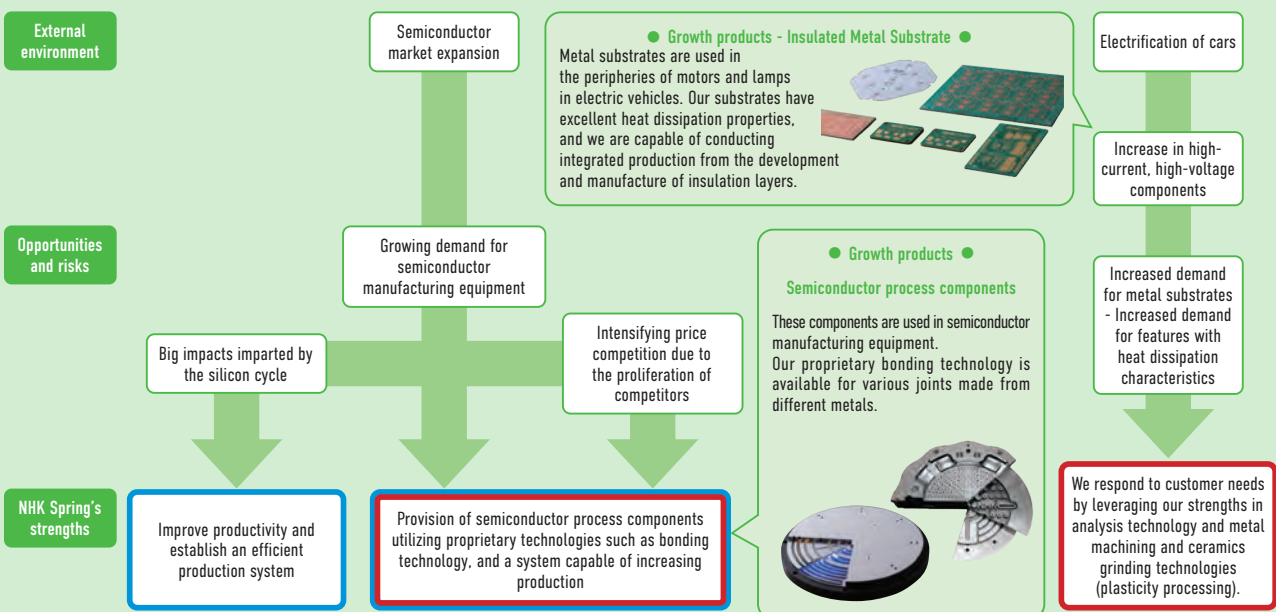 External
environment
Semiconductor
market expansion
● Growth products - Insulated Metal Substrate ●
Metal substrates are used in
the peripheries of motors and lamps
in electric vehicles. Our substrates have
excellent heat dissipation properties,
and we are capable of conducting
integrated production from the development
and manufacture of insulation layers.
Electrification of cars
Increase in high-
current, high-voltage
components
Opportunities
and risks
Growing demand for
semiconductor
manufacturing equipment
Big impacts imparted by
the silicon cycle
Intensifying price
competition due to
the proliferation of
competitors
● Growth products ●
Semiconductor process components
These components are used in semiconductor
manufacturing equipment.
Our proprietary bonding technology is
available for various joints made from
different metals.
Increased demand
for metal substrates
- Increased demand
for features with
heat dissipation
characteristics
NHK Spring's
strengths
Improve productivity and
establish an efficient
production system
Provision of semiconductor process components
utilizing proprietary technologies such as bonding
technology, and a system capable of increasing
production
We respond to customer needs
by leveraging our strengths in
analysis technology and metal
machining and ceramics
grinding technologies
(plasticity processing).